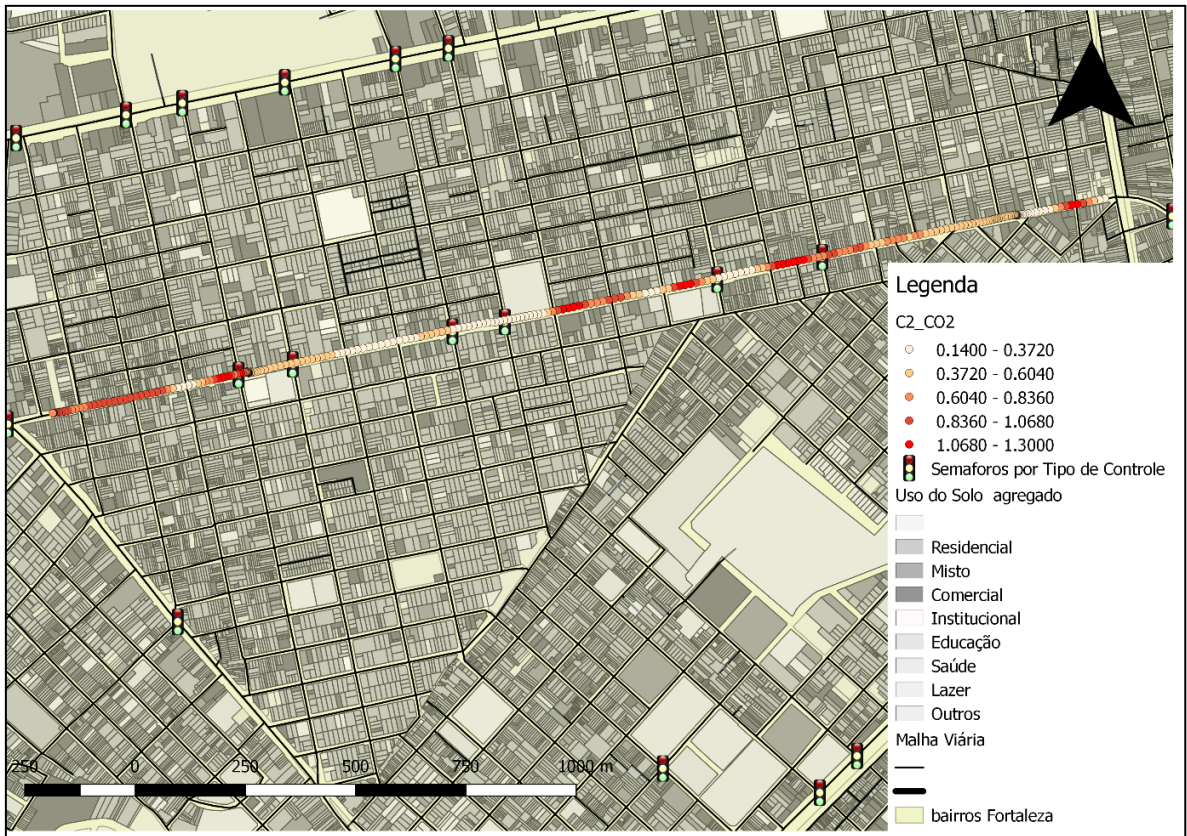 Legenda
C2_CO2
0.1400 - 0.3720
0.3720 - 0.6040
0.6040 - 0.8360
0.8360 - 1.0680
1.0680 - 1.3000
Semaforos por Tipo de Controle
Uso do Solo agregado
Residencial
Misto
Comercial
Institucional
Educação
Saúde
Lazer
Outros
Malha Viária
bairros Fortaleza
250 0 250 500 750 1000 m